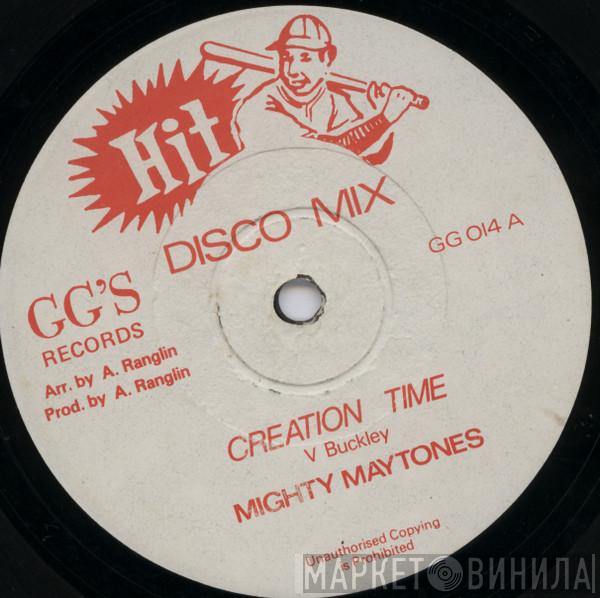 Hit
DISCO MIX
GG 014 A
GG'S
RECORDS
Arr. by A. Ranglin
Prod. by A. Ranglin
CREATION TIME
V Buckley
MIGHTY MAYTONES
Unauthorised Copying
is Prohibited
МАРКЕТ ВИНИЛА